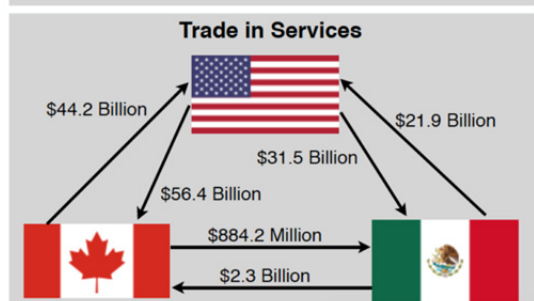 Trade in Services
$44.2 Billion
$21.9 Billion
$31.5 Billion
$56.4 Billion
$884.2 Million
$2.3 Billion